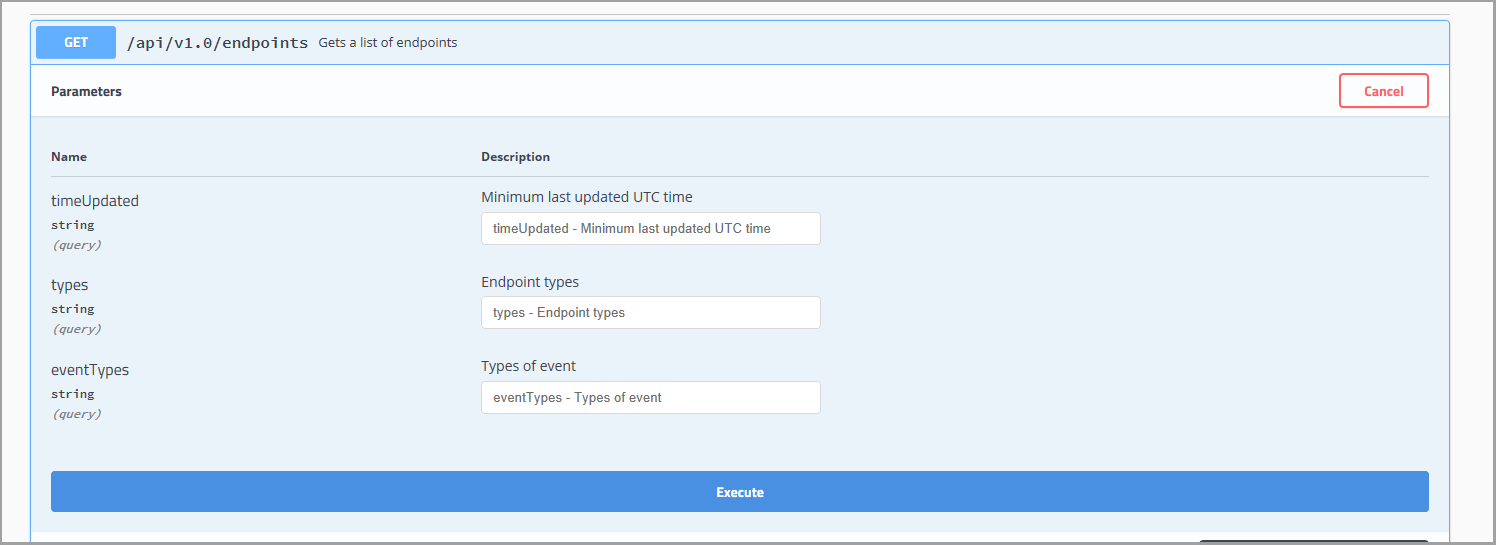 GET /api/v1.0/endpoints Gets a list of endpoints
Parameters Cancel
Name Description
timeUpdated Minimum last updated UTC time
string timeUpdated - Minimum last updated UTC time
(query)
types Endpoint types
string types - Endpoint types
(query)
eventTypes Types of event
string eventTypes - Types of event
(query)
Execute